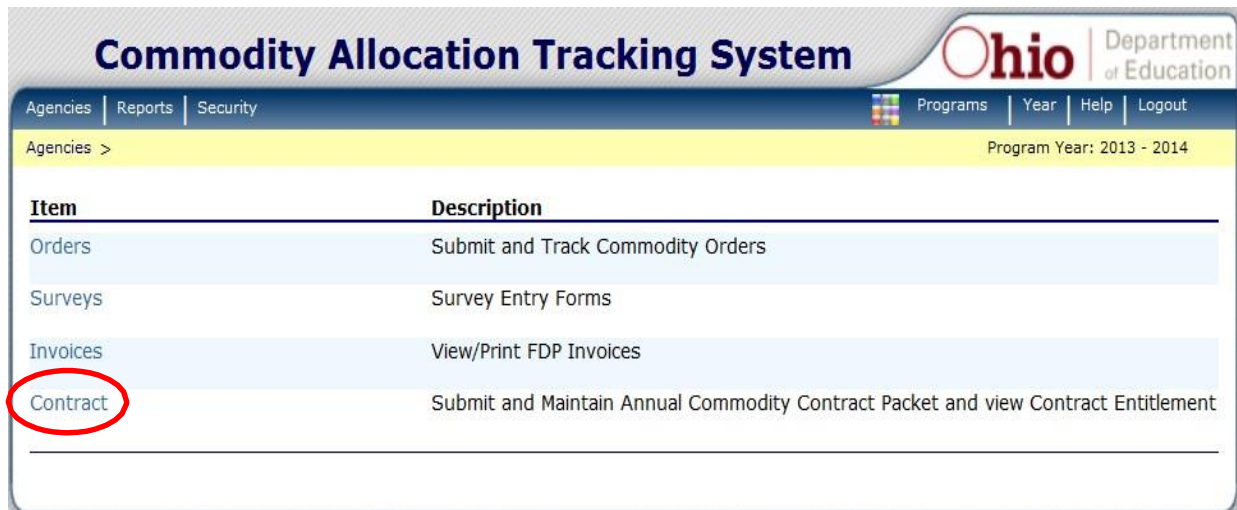 Commodity Allocation Tracking System
Ohio Department of Education
Agencies | Reports | Security Programs | Year | Help | Logout
Agencies > Program Year: 2013 - 2014
Item Description
Orders Submit and Track Commodity Orders
Surveys Survey Entry Forms
Invoices View/Print FDP Invoices
Contract Submit and Maintain Annual Commodity Contract Packet and view Contract Entitlement